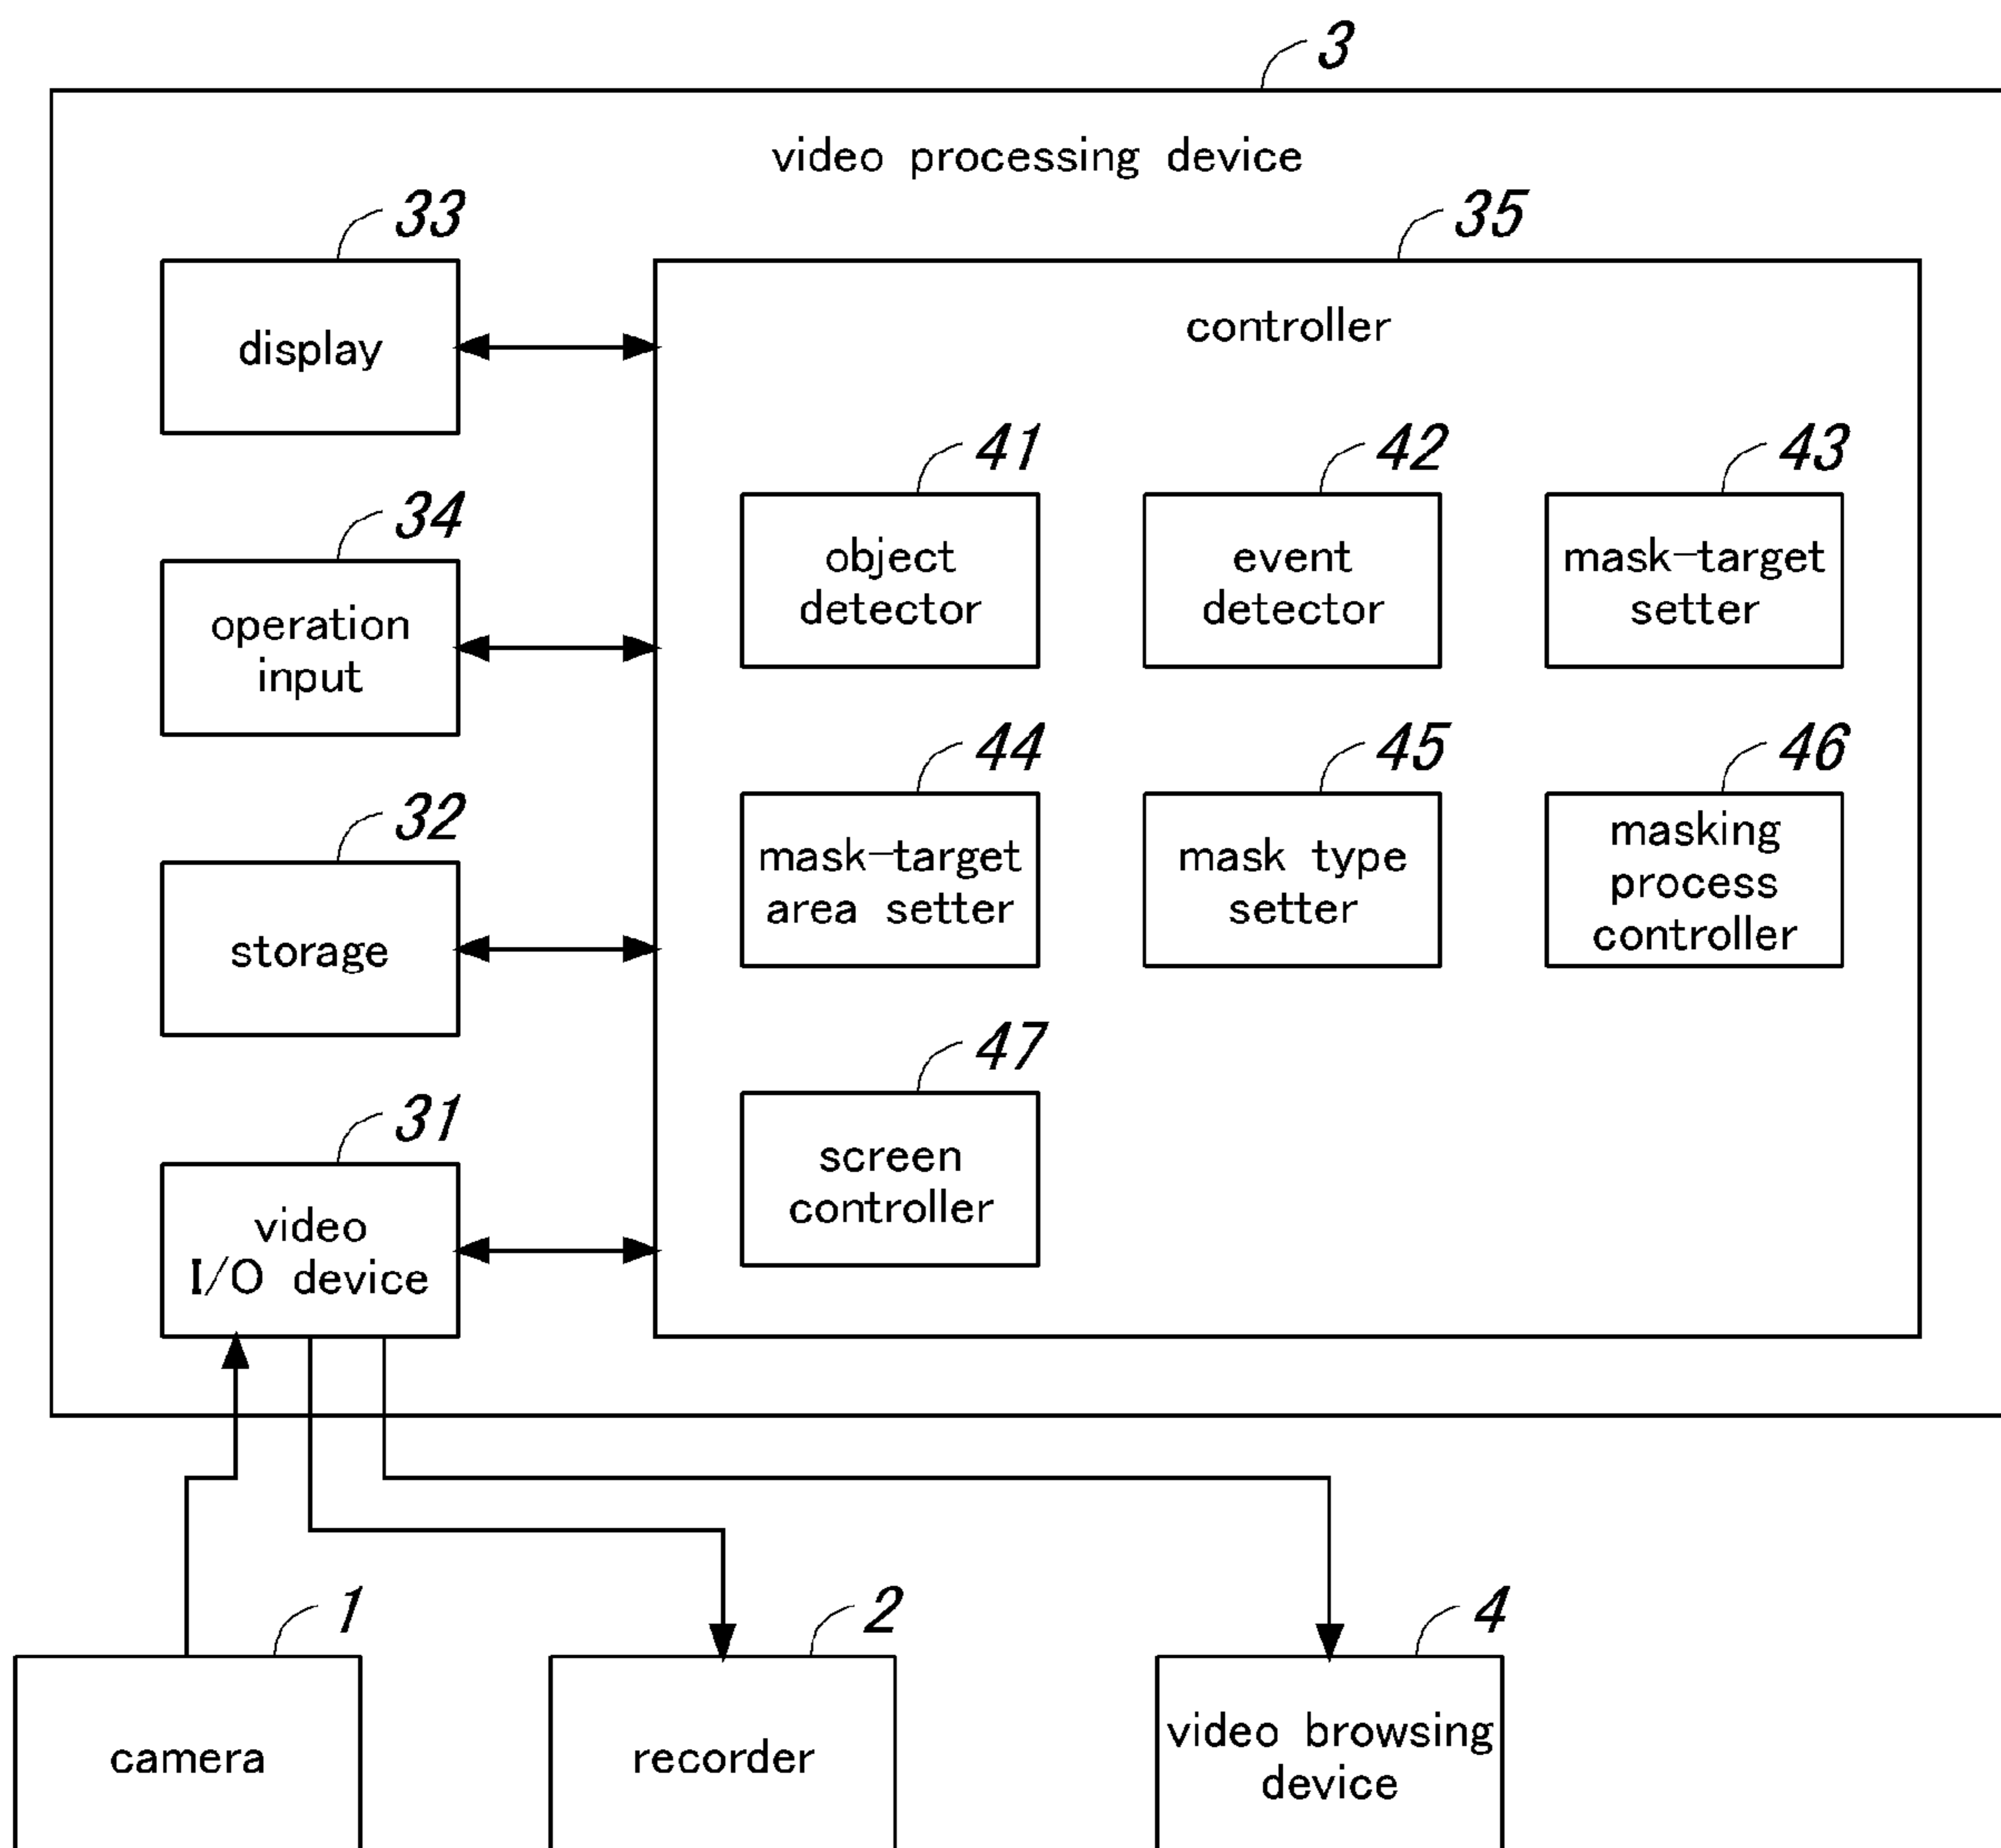 3
video processing device
33
35
display
controller
41
42
43
34
object
detector
event
detector
mask-target
setter
operation
input
44
45
46
32
mask-target
area setter
mask type
setter
masking
process
controller
storage
47
31
screen
controller
video
I/O device
1
2
4
camera
recorder
video browsing
device